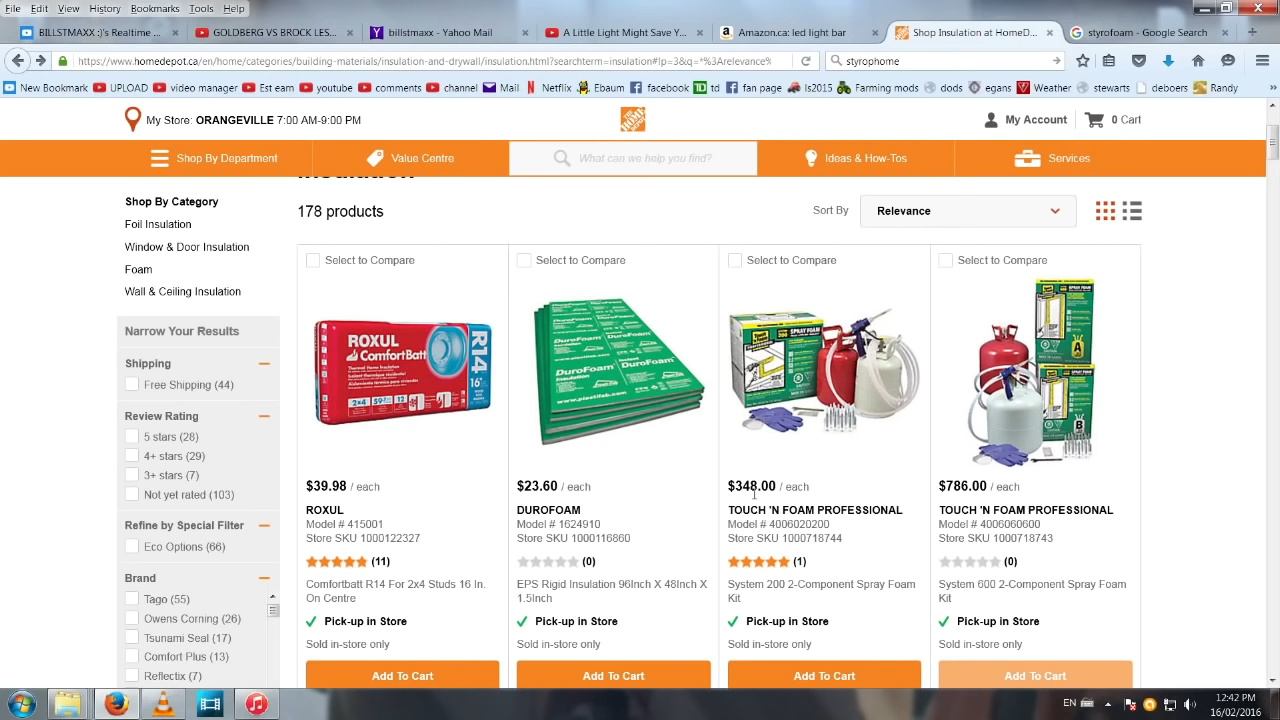 File Edit View History Bookmarks Tools Help
BILLSTMAXX ;)'s Realtime ... × GOLDBERG VS BROCK LES... × billstmaxx - Yahoo Mail × A Little Light Might Save Y... × Amazon.ca: led light bar × Shop Insulation at HomeD... × styrofoam - Google Search ×
https://www.homedepot.ca/en/home/categories/building-materials/insulation-and-drywall/insulation.html?searchterm=insulation#!p=3&q=*%3Arelevance% styrophome
New Bookmark UPLOAD video manager Est earn youtube comments Mail N Netflix Ebaum facebook td fan page ls2015 Farming mods dods egans Weather stewarts deboers Randy
My Store: ORANGEVILLE 7:00 AM-9:00 PM My Account 0 Cart
Shop By Department Value Centre What can we help you find? Ideas & How-Tos Services
Insulation
Shop By Category
178 products Sort By Relevance
Foil Insulation
Window & Door Insulation
Foam
Wall & Ceiling Insulation
Narrow Your Results
Shipping
Free Shipping (44)
Review Rating
5 stars (28)
4+ stars (29)
3+ stars (7)
Not yet rated (103)
Refine by Special Filter
Eco Options (66)
Brand
Tago (55)
Owens Corning (26)
Tsunami Seal (17)
Comfort Plus (13)
Reflectix (7)
Select to Compare Select to Compare Select to Compare Select to Compare
ROXUL
ComfortBatt
R14
16"
DuroFoam
www.plastifab.com
SPRAY FOAM
A
B
$39.98 / each $23.60 / each $348.00 / each $786.00 / each
ROXUL DUROFOAM TOUCH 'N FOAM PROFESSIONAL TOUCH 'N FOAM PROFESSIONAL
Model # 415001 Model # 1624910 Model # 4006020200 Model # 4006060600
Store SKU 1000122327 Store SKU 1000116860 Store SKU 1000718744 Store SKU 1000718743
(11) (0) (1) (0)
Comfortbatt R14 For 2x4 Studs 16 In. EPS Rigid Insulation 96Inch X 48Inch X System 200 2-Component Spray Foam System 600 2-Component Spray Foam
On Centre 1.5Inch Kit Kit
Pick-up in Store Pick-up in Store Pick-up in Store Pick-up in Store
Sold in-store only Sold in-store only Sold in-store only Sold in-store only
Add To Cart Add To Cart Add To Cart Add To Cart
EN 12:42 PM
16/02/2016